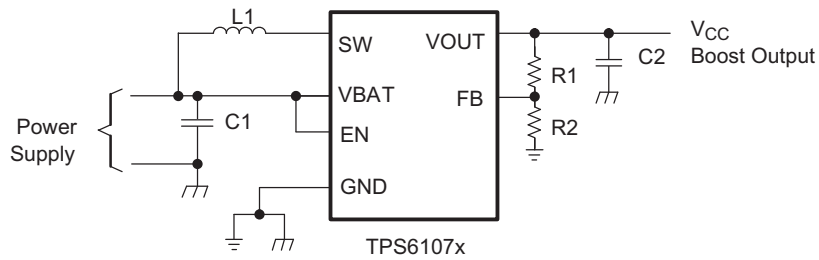 L1
SW
VOUT
VCC
Boost Output
C2
R1
VBAT
FB
C1
Power
Supply
EN
R2
GND
TPS6107x